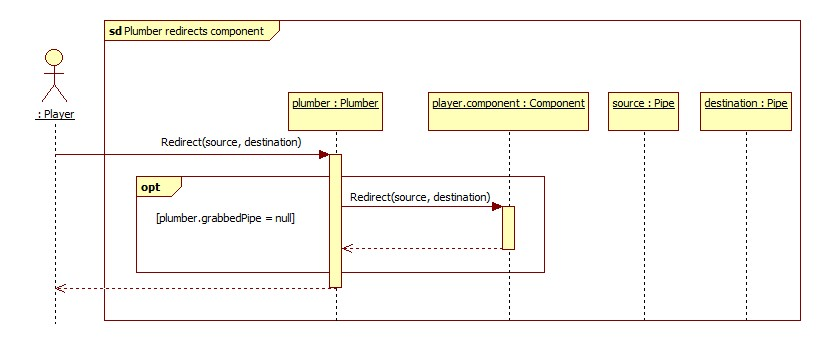 sd Plumber redirects component
: Player
plumber : Plumber
player.component : Component
source : Pipe
destination : Pipe
Redirect(source, destination)
opt
Redirect(source, destination)
[plumber.grabbedPipe = null]